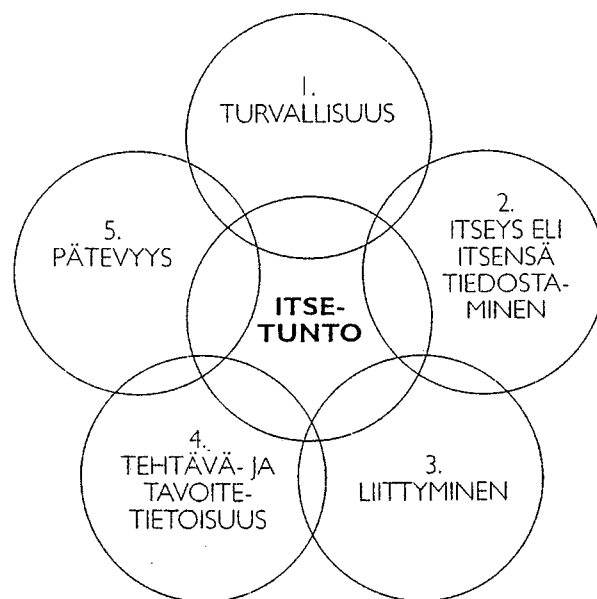 1.
TURVALLISUUS
2.
ITSEYS ELI
ITSENSÄ
TIEDOSTA-
MINEN
3.
LIITTYMINEN
4.
TEHTÄVÄ- JA
TAVOITE-
TIETOISUUS
5.
PÄTEVYYS
ITSE-
TUNTO